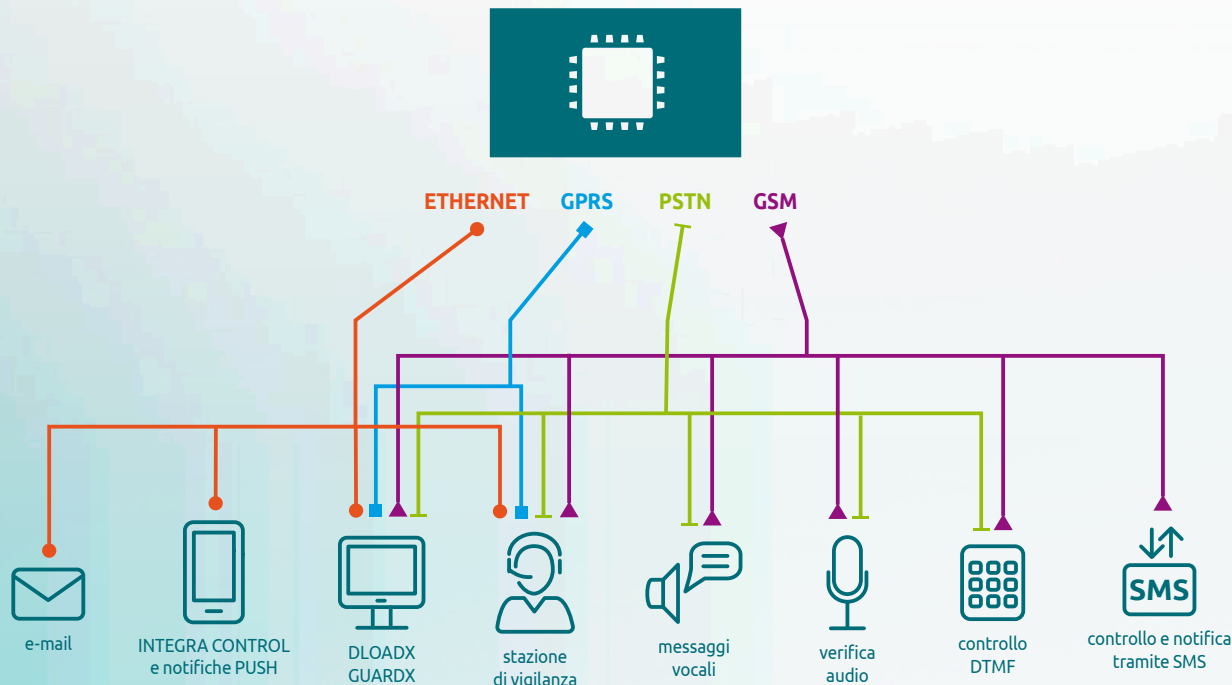 ETHERNET GPRS PSTN GSM
e-mail
INTEGRA CONTROL
e notifiche PUSH
DLOADX
GUARDX
stazione
di vigilanza
messaggi
vocali
verifica
audio
controllo
DTMF
SMS
controllo e notifica
tramite SMS